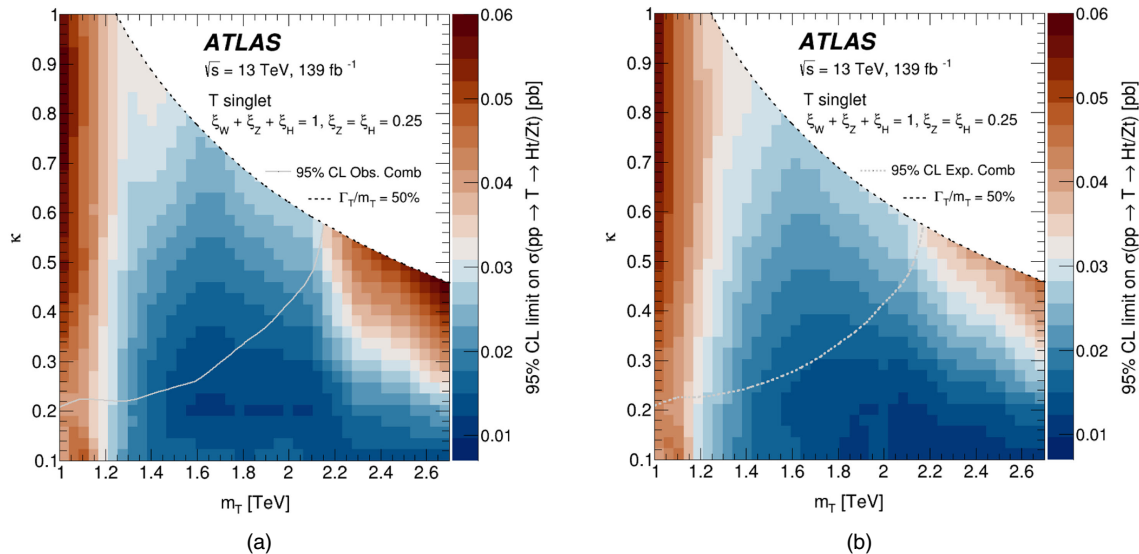 ATLAS
√s = 13 TeV, 139 fb⁻¹
T singlet
ξ_W + ξ_Z + ξ_H = 1, ξ_Z = ξ_H = 0.25
95% CL Obs. Comb
Γ_T/m_T = 50%
κ
1
0.9
0.8
0.7
0.6
0.5
0.4
0.3
0.2
0.1
1.0 1.2 1.4 1.6 1.8 2 2.2 2.4 2.6
m_T [TeV]
0.06
0.05
0.04
0.03
0.02
0.01
95% CL limit on σ(pp → T → Ht/Zt) [pb]
(a)
ATLAS
√s = 13 TeV, 139 fb⁻¹
T singlet
ξ_W + ξ_Z + ξ_H = 1, ξ_Z = ξ_H = 0.25
95% CL Exp. Comb
Γ_T/m_T = 50%
κ
1
0.9
0.8
0.7
0.6
0.5
0.4
0.3
0.2
0.1
1.0 1.2 1.4 1.6 1.8 2 2.2 2.4 2.6
m_T [TeV]
0.06
0.05
0.04
0.03
0.02
0.01
95% CL limit on σ(pp → T → Ht/Zt) [pb]
(b)